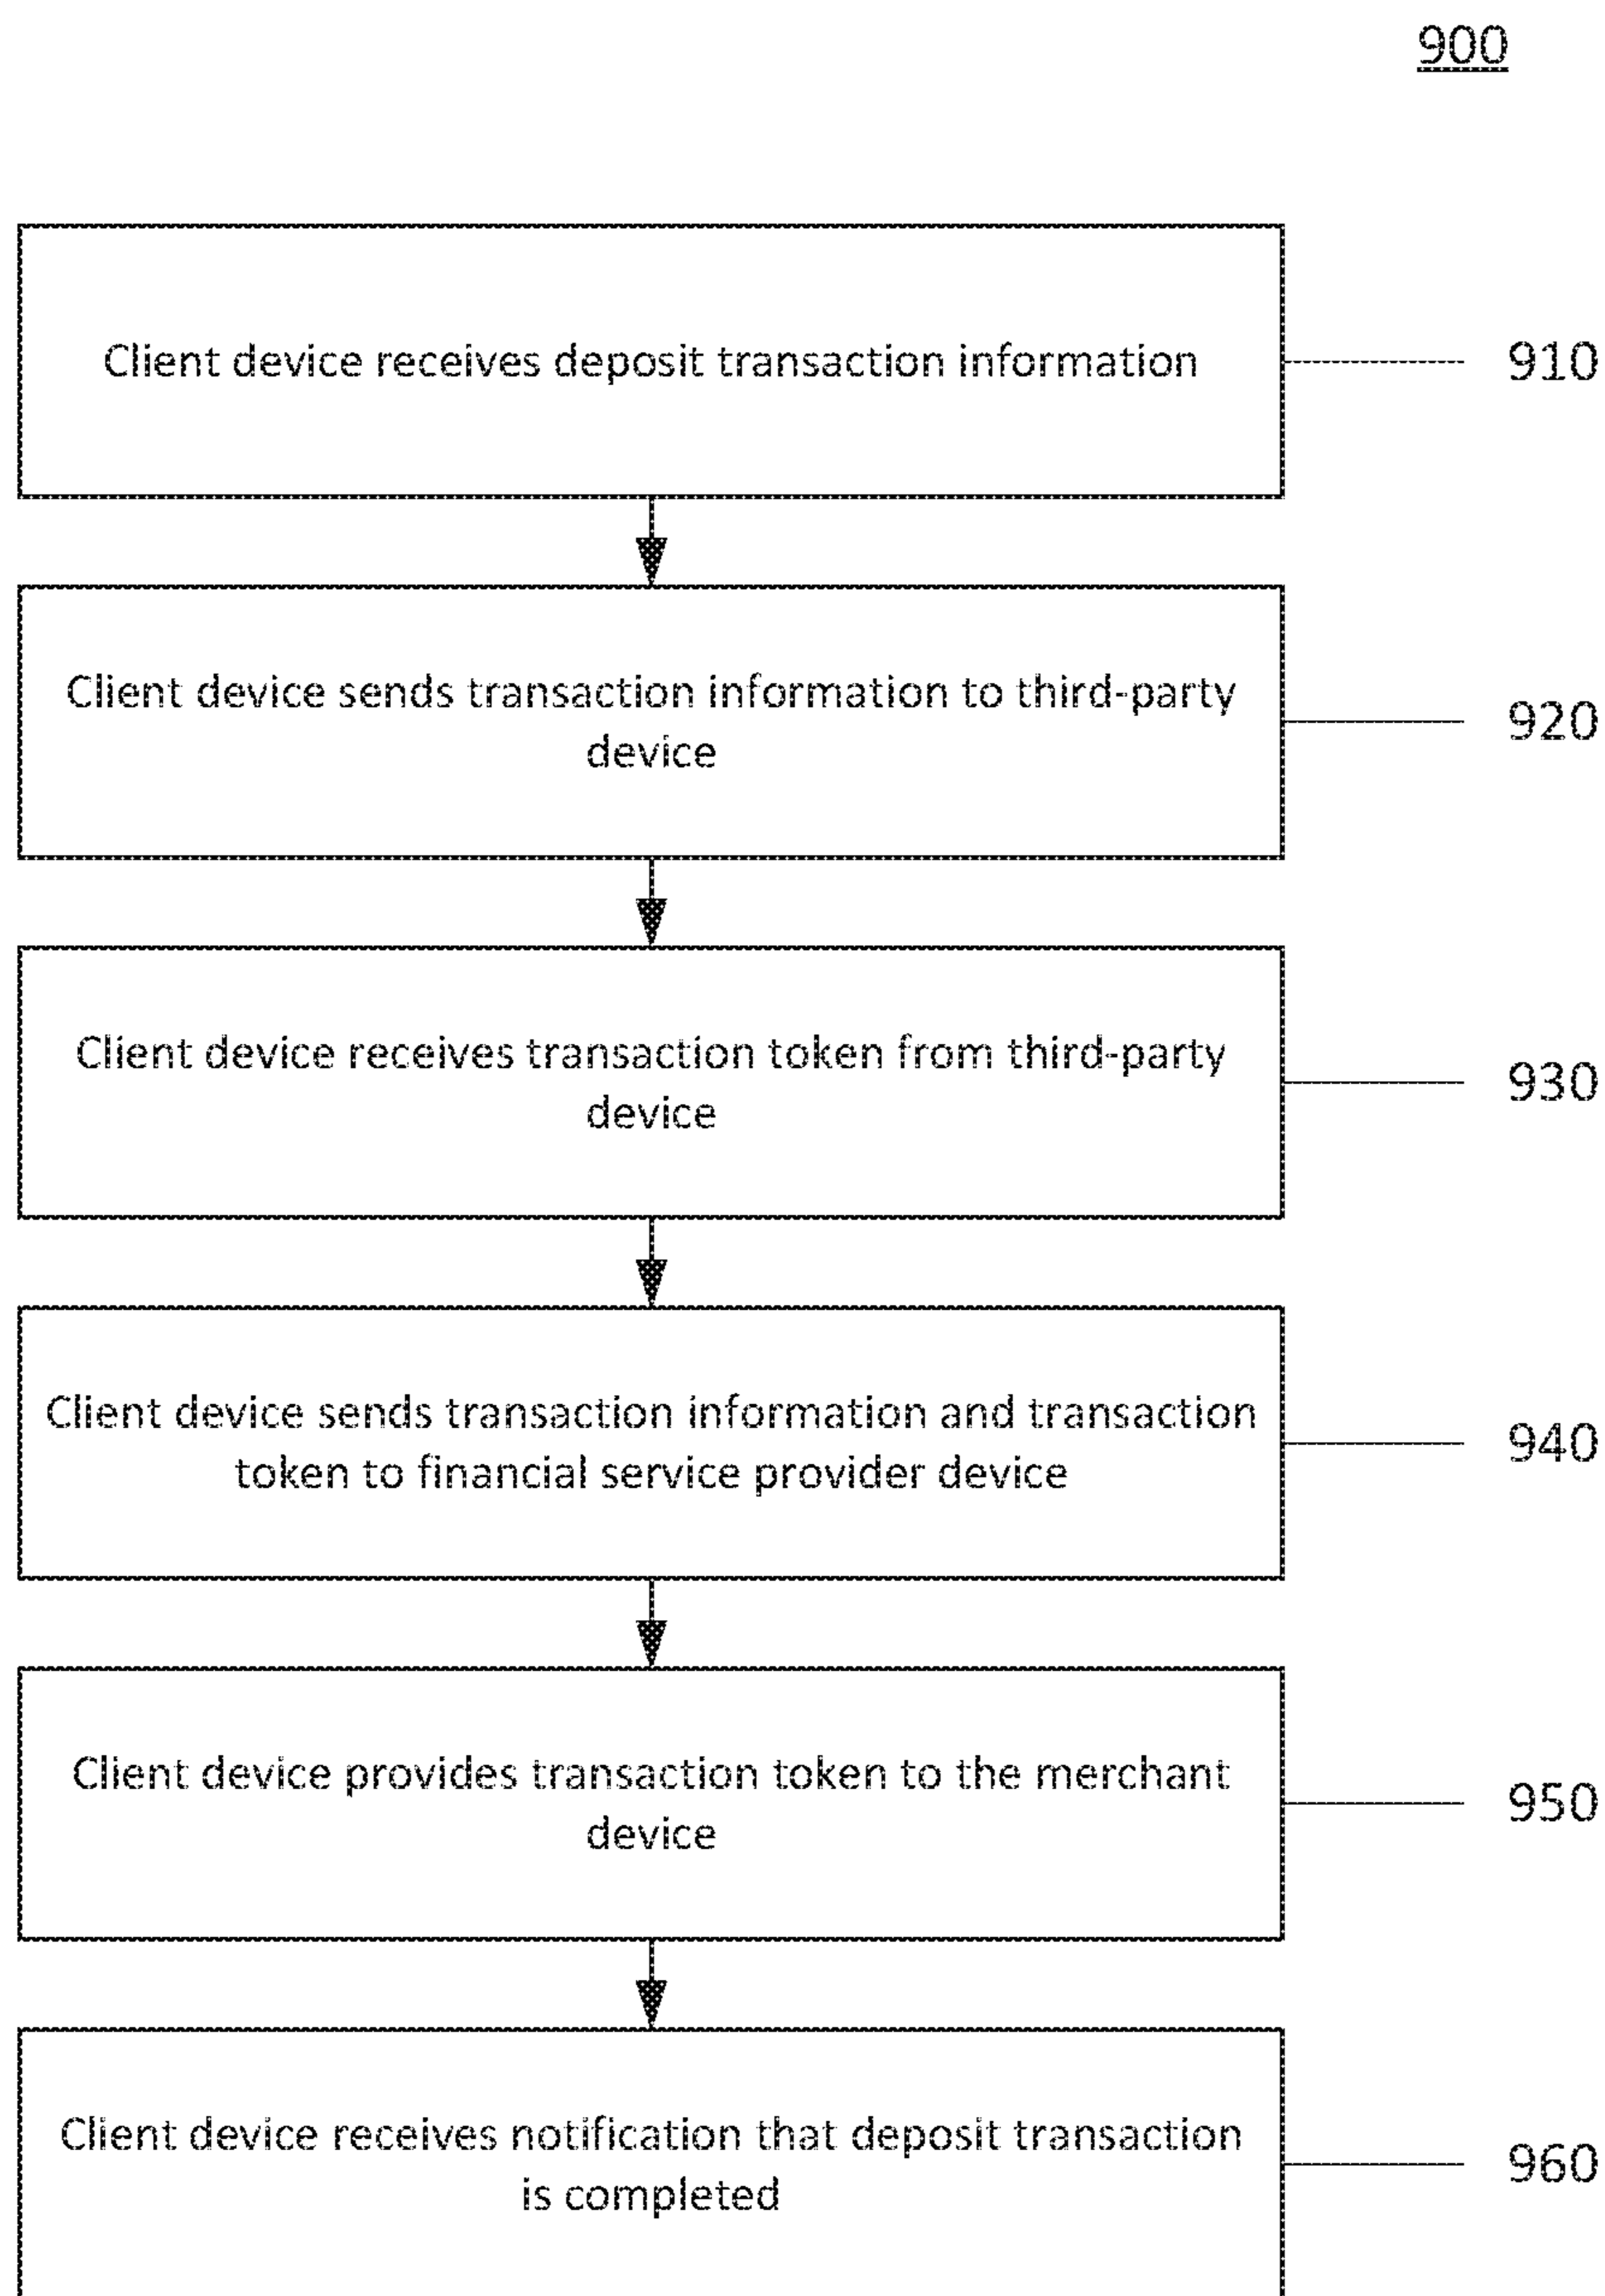 900
Client device receives deposit transaction information
910
Client device sends transaction information to third-party
device
920
Client device receives transaction token from third-party
device
930
Client device sends transaction information and transaction
token to financial service provider device
940
Client device provides transaction token to the merchant
device
950
Client device receives notification that deposit transaction
is completed
960